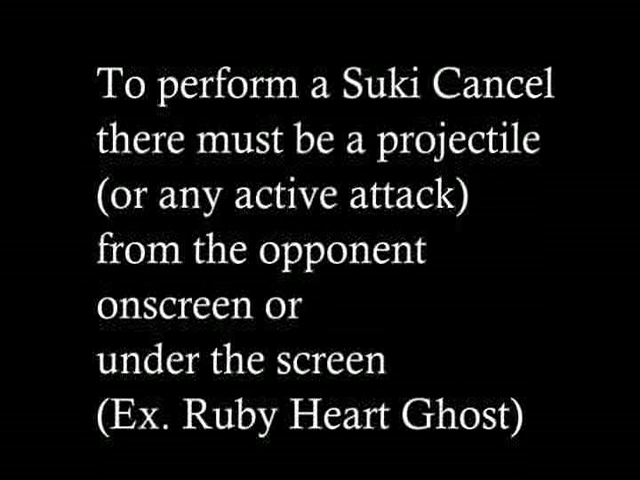 To perform a Suki Cancel
there must be a projectile
(or any active attack)
from the opponent
onscreen or
under the screen
(Ex. Ruby Heart Ghost)